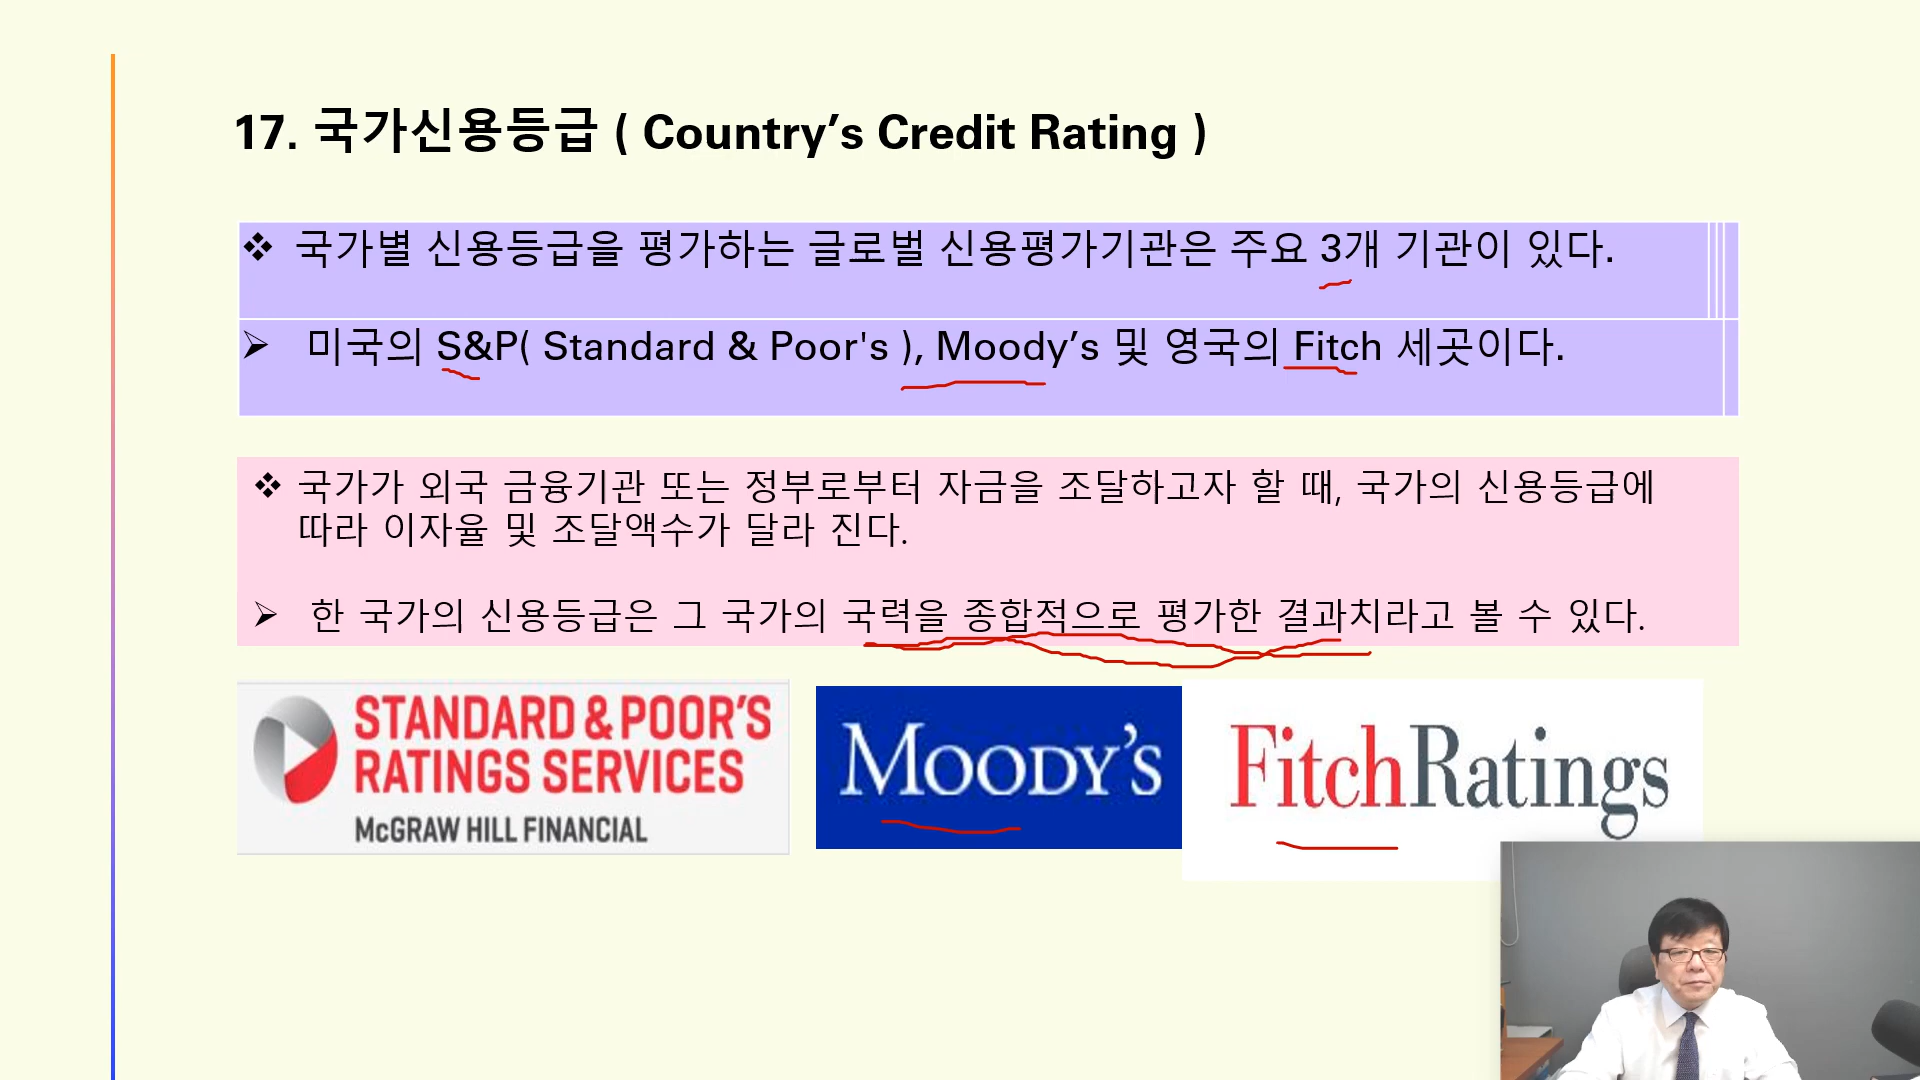 17. 국가신용등급 ( Country’s Credit Rating )
❖ 국가별 신용등급을 평가하는 글로벌 신용평가기관은 주요 3개 기관이 있다.
➢ 미국의 S&P( Standard & Poor's ), Moody’s 및 영국의 Fitch 세곳이다.
❖ 국가가 외국 금융기관 또는 정부로부터 자금을 조달하고자 할 때, 국가의 신용등급에
따라 이자율 및 조달액수가 달라 진다.
➢ 한 국가의 신용등급은 그 국가의 국력을 종합적으로 평가한 결과치라고 볼 수 있다.
STANDARD & POOR’S
RATINGS SERVICES
McGRAW HILL FINANCIAL
MOODY’S
FitchRatings